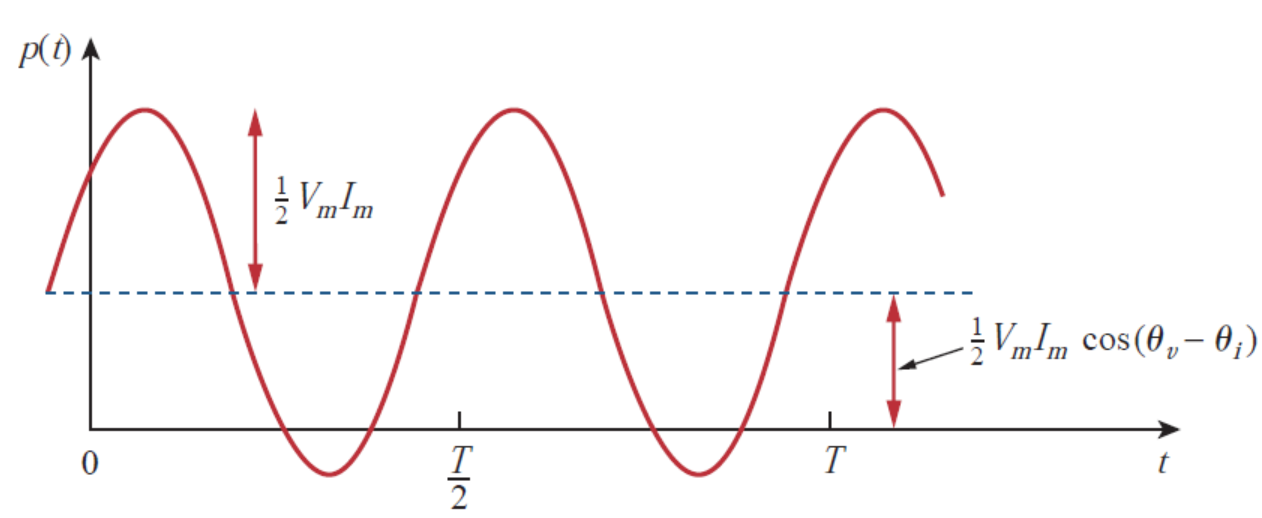 p(t)
½ VₘIₘ
½ VₘIₘ cos(θᵥ − θᵢ)
0
T/2
T
t